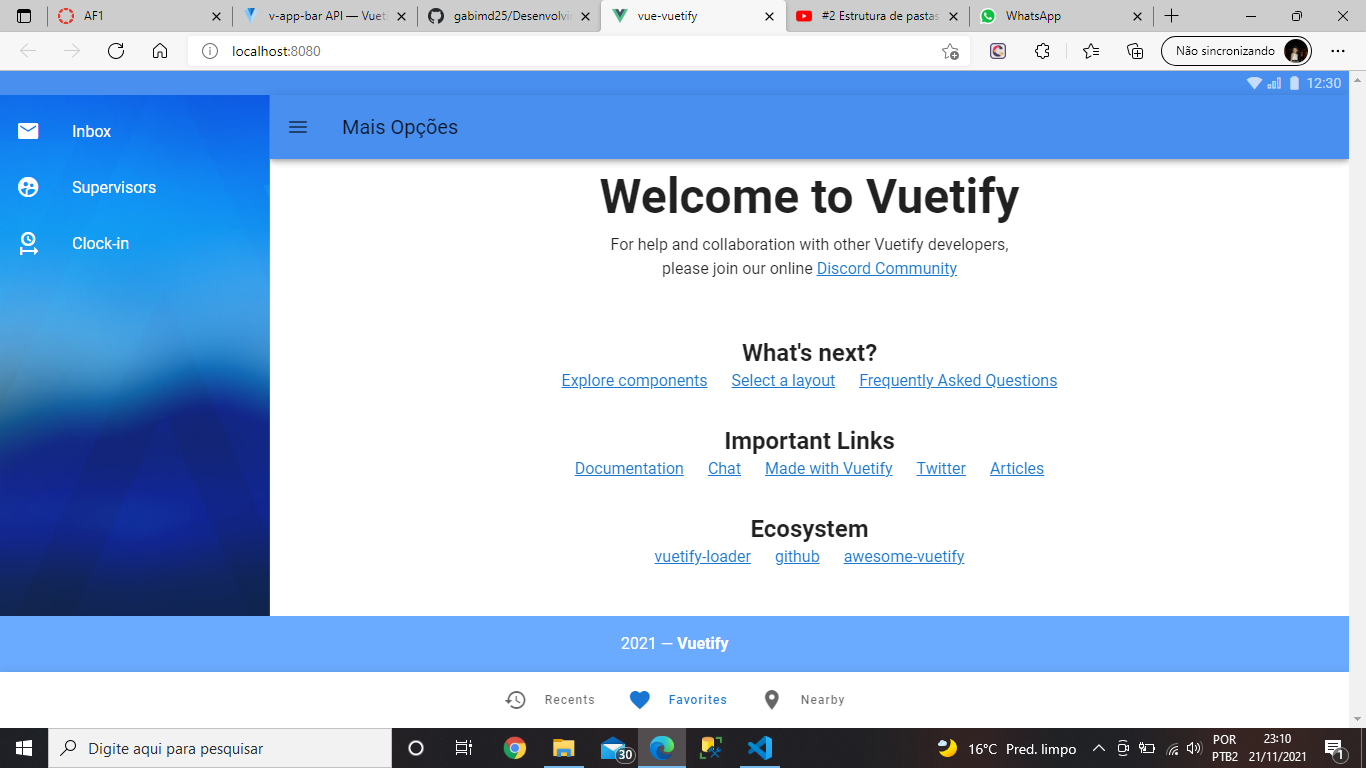 AF1
v-app-bar API — Vuet
gabimd25/Desenvolvi
vue-vuetify
#2 Estrutura de pastas
WhatsApp
localhost:8080
Não sincronizando
12:30
Inbox
Supervisors
Clock-in
Mais Opções
Welcome to Vuetify
For help and collaboration with other Vuetify developers,
please join our online Discord Community
What's next?
Explore components Select a layout Frequently Asked Questions
Important Links
Documentation Chat Made with Vuetify Twitter Articles
Ecosystem
vuetify-loader github awesome-vuetify
2021 — Vuetify
Recents Favorites Nearby
Digite aqui para pesquisar
30
16°C Pred. limpo
POR
PTB2
23:10
21/11/2021
1